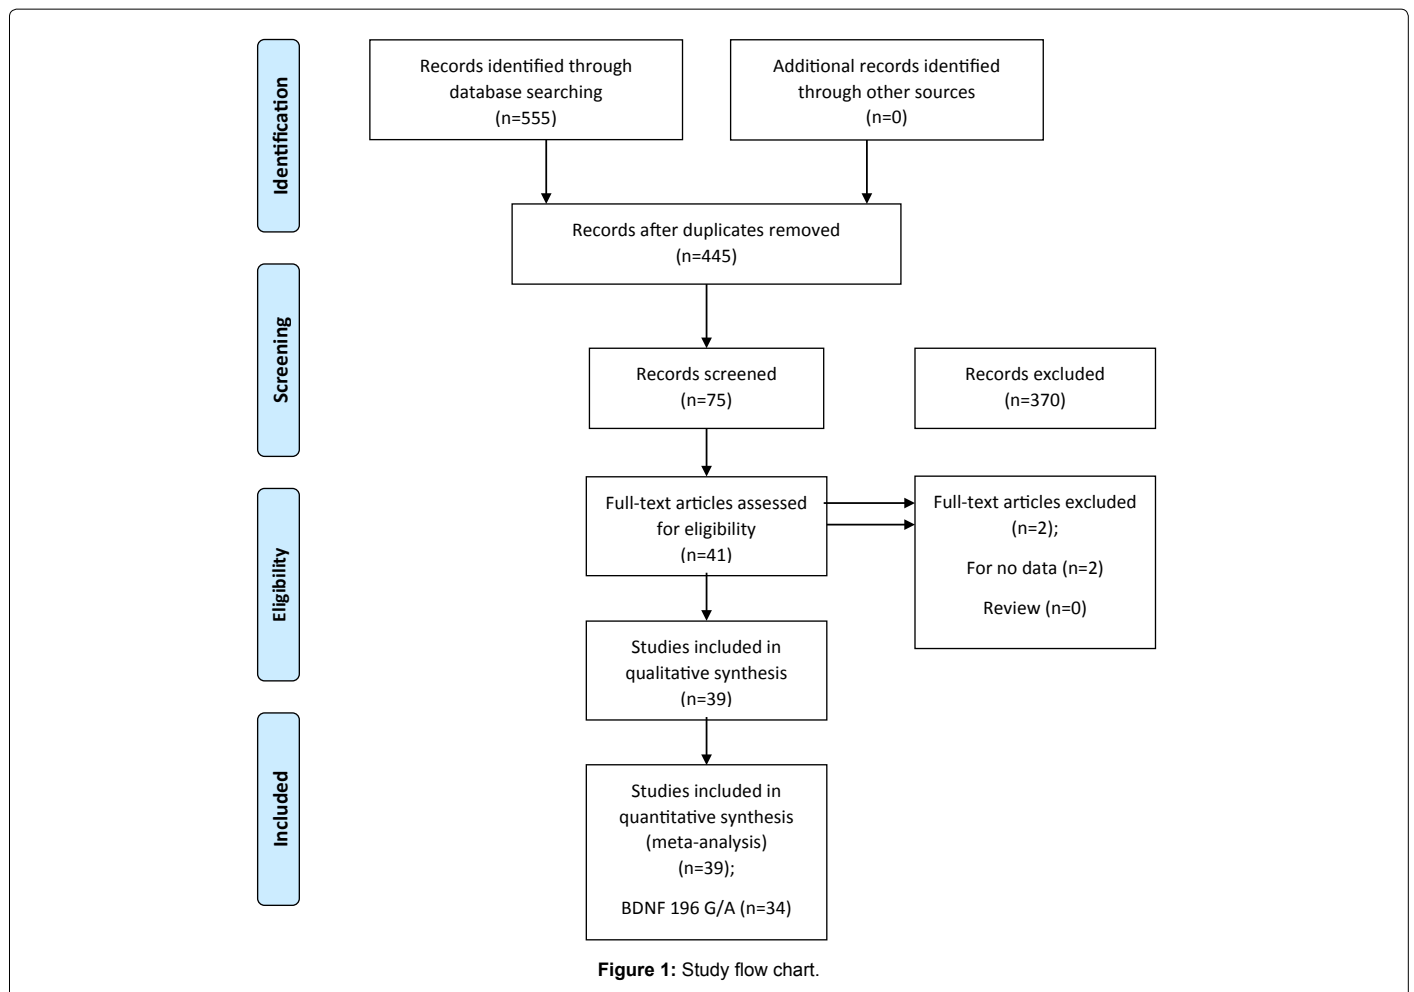 Identification
Records identified through
database searching
(n=555)
Additional records identified
through other sources
(n=0)
Records after duplicates removed
(n=445)
Screening
Records screened
(n=75)
Records excluded
(n=370)
Eligibility
Full-text articles assessed
for eligibility
(n=41)
Full-text articles excluded
(n=2);
For no data (n=2)
Review (n=0)
Studies included in
qualitative synthesis
(n=39)
Included
Studies included in
quantitative synthesis
(meta-analysis)
(n=39);
BDNF 196 G/A (n=34)
Figure 1: Study flow chart.